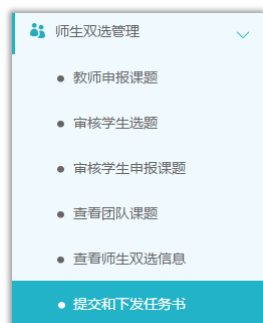 师生双选管理
教师申报课题
审核学生选题
审核学生申报课题
查看团队课题
查看师生双选信息
提交和下发任务书